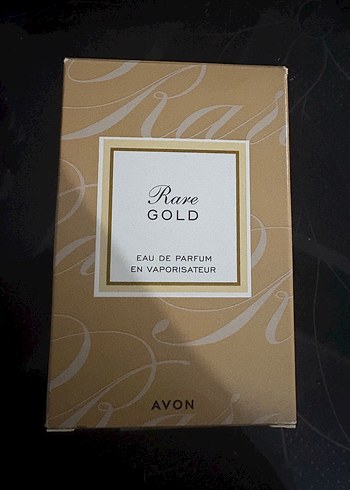 Rare
GOLD
EAU DE PARFUM
EN VAPORISATEUR
AVON